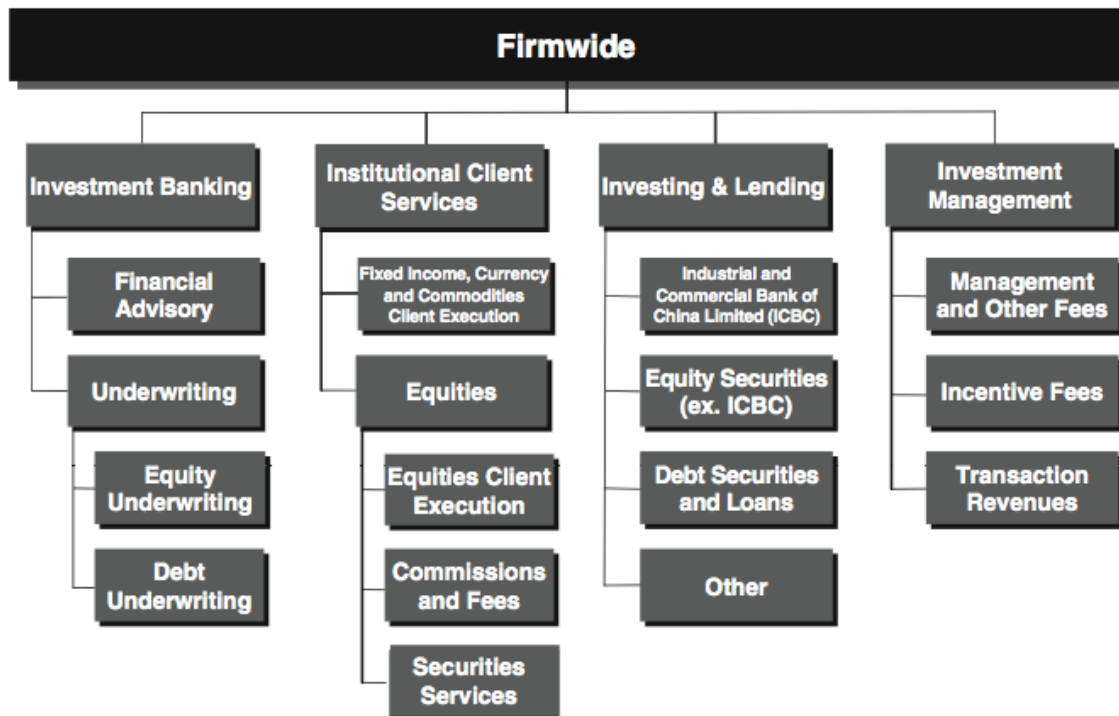 Firmwide
Investment Banking
Financial
Advisory
Underwriting
Equity
Underwriting
Debt
Underwriting
Institutional Client
Services
Fixed Income, Currency
and Commodities
Client Execution
Equities
Equities Client
Execution
Commissions
and Fees
Securities
Services
Investing & Lending
Industrial and
Commercial Bank of
China Limited (ICBC)
Equity Securities
(ex. ICBC)
Debt Securities
and Loans
Other
Investment
Management
Management
and Other Fees
Incentive Fees
Transaction
Revenues